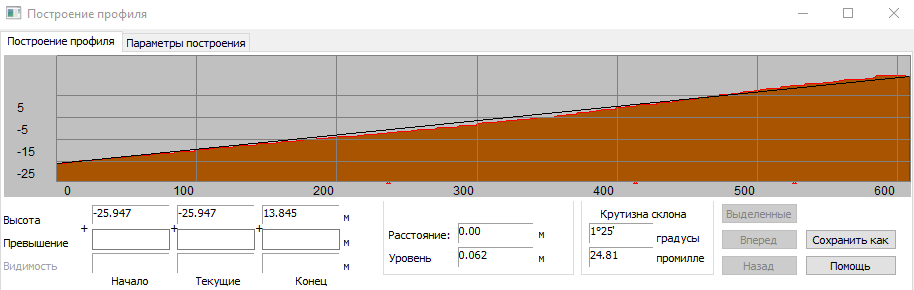 Построение профиля
Построение профиля Параметры построения
5
-5
-15
-25
0 100 200 300 400 500 600
Высота -25.947 -25.947 13.845 м
+ +
Превышение м
Видимость м
Начало Текущие Конец
Расстояние: 0.00 м
Уровень 0.062 м
Крутизна склона
1°25' градусы
24.81 промилле
Выделенные
Вперед Сохранить как
Назад Помощь